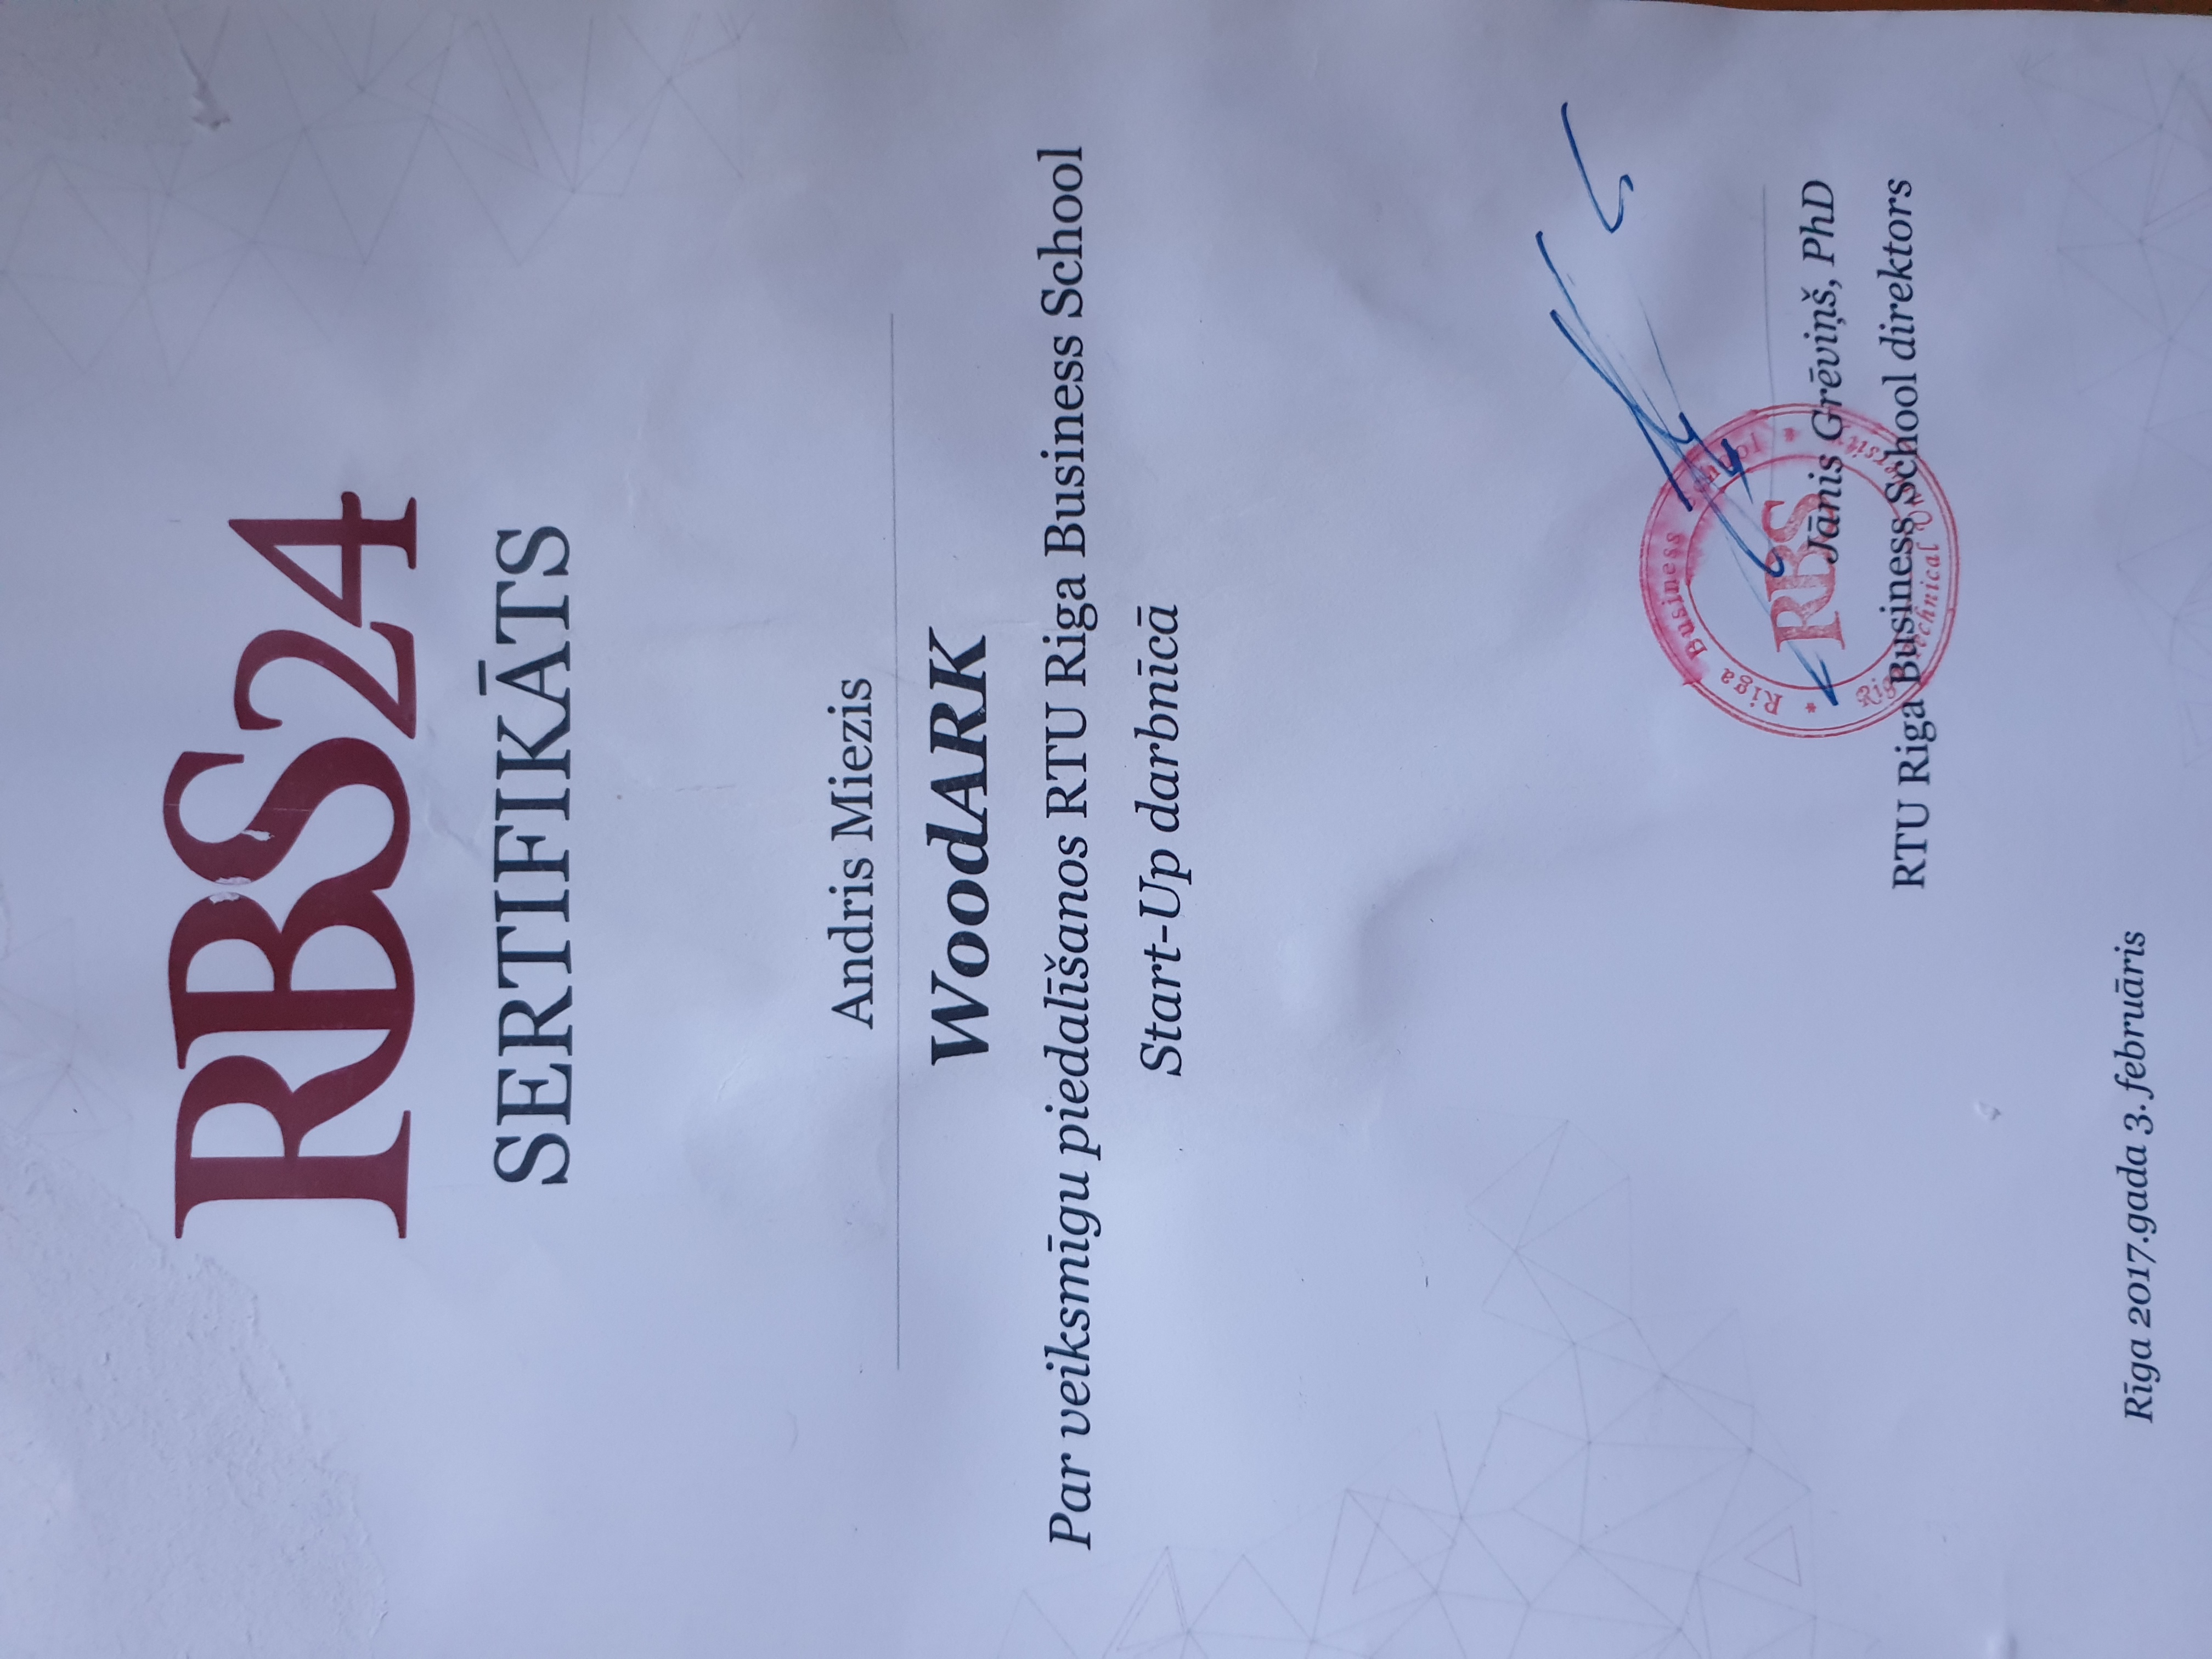 RBS24
SERTIFIKĀTS
Andris Miezis
WoodARK
Par veiksmīgu piedalīšanos RTU Riga Business School
Start-Up darbnīcā
* Riga Business School *
RBS
Riga Technical University
Jānis Grēviņš, PhD
RTU Riga Business School direktors
Rīga 2017.gada 3. februāris